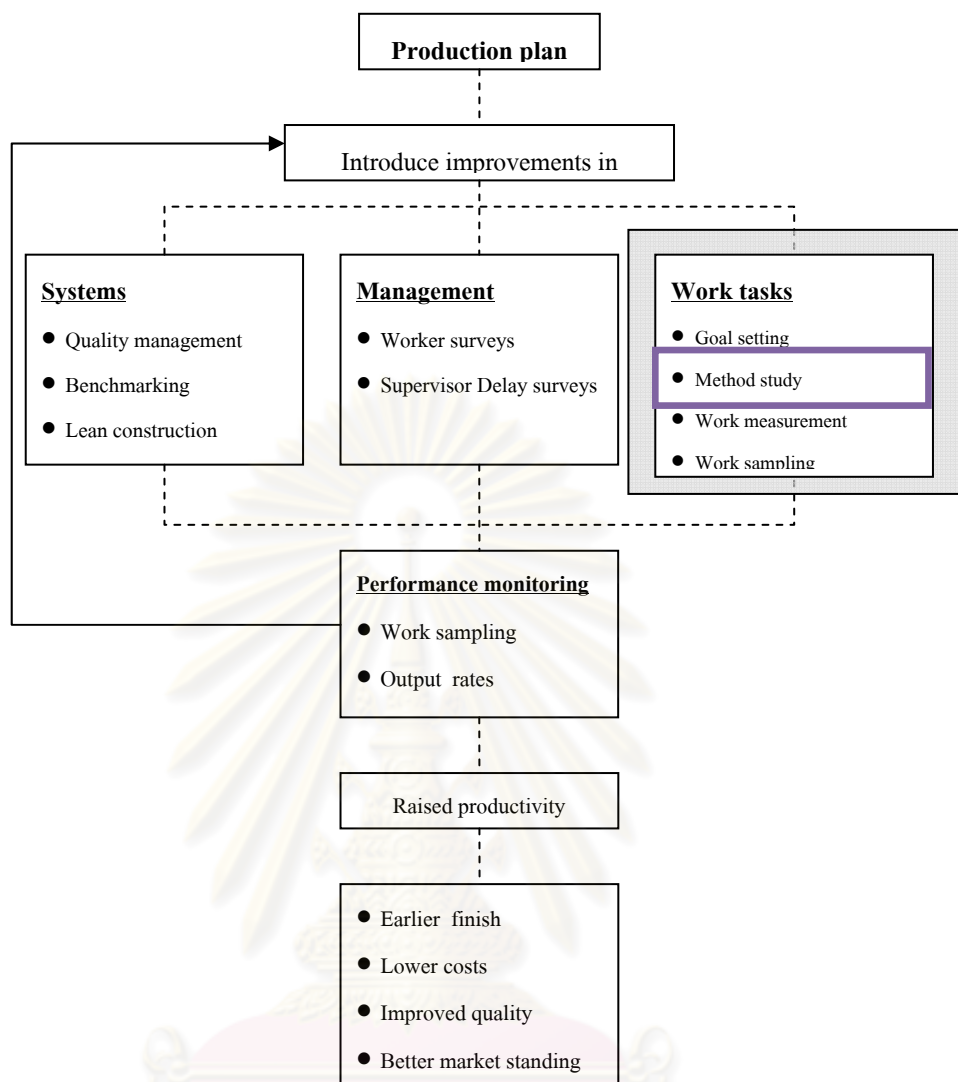 Production plan
Introduce improvements in
Systems
● Quality management
● Benchmarking
● Lean construction
Management
● Worker surveys
● Supervisor Delay surveys
Work tasks
● Goal setting
● Method study
● Work measurement
● Work sampling
Performance monitoring
● Work sampling
● Output rates
Raised productivity
● Earlier finish
● Lower costs
● Improved quality
● Better market standing